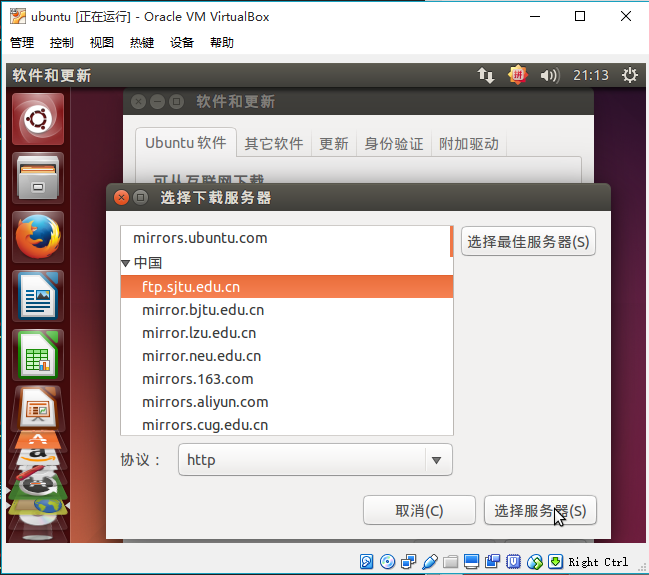 ubuntu [正在运行] - Oracle VM VirtualBox
管理 控制 视图 热键 设备 帮助
软件和更新 拼 21:13
软件和更新
Ubuntu 软件 其它软件 更新 身份验证 附加驱动
可从互联网下载
选择下载服务器
mirrors.ubuntu.com 选择最佳服务器(S)
中国
ftp.sjtu.edu.cn
mirror.bjtu.edu.cn
mirror.lzu.edu.cn
mirror.neu.edu.cn
mirrors.163.com
mirrors.aliyun.com
mirrors.cug.edu.cn
协议： http
取消(C) 选择服务器(S)
Right Ctrl